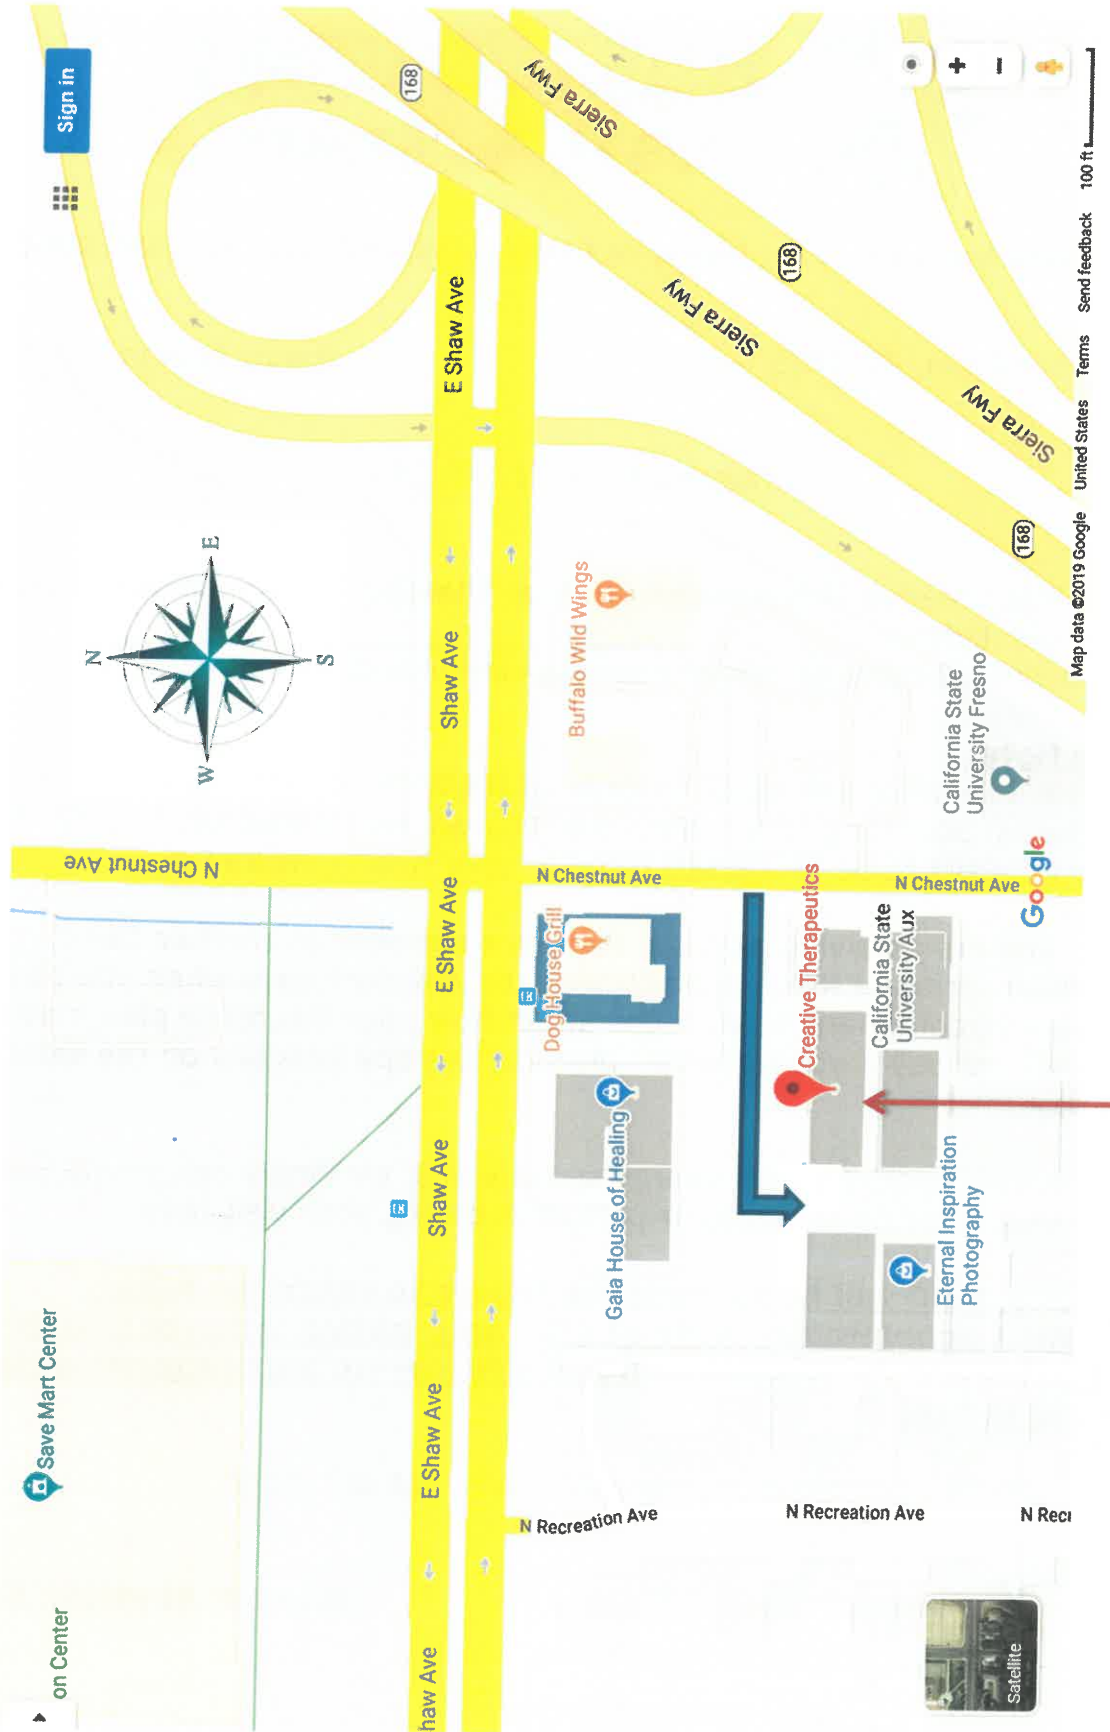 on Center
Save Mart Center
N
W
E
S
Sign in
N Chestnut Ave
168
haw Ave
E Shaw Ave
Shaw Ave
E Shaw Ave
Shaw Ave
E Shaw Ave
Sierra Fwy
N Recreation Ave
Gaia House of Healing
Dog House Grill
N Chestnut Ave
Buffalo Wild Wings
Sierra Fwy
168
N Recreation Ave
Creative Therapeutics
California State
University Aux
N Chestnut Ave
Eternal Inspiration
Photography
California State
University Fresno
Sierra Fwy
168
N Recr
Satellite
Google
Map data ©2019 Google
United States
Terms
Send feedback
100 ft